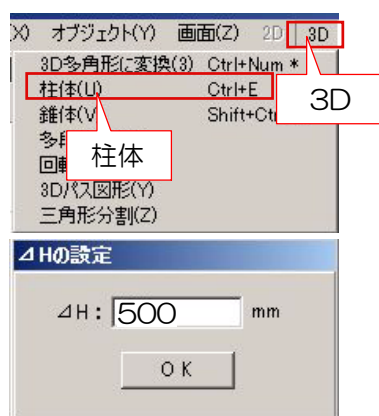 X) オブジェクト(Y) 画面(Z) 2D 3D
3D多角形に変換(3) Ctrl+Num *
柱体(U) Ctrl+E
3D
錐体(V Shift+Ct
柱体
3Dパス図形(Y)
三角形分割(Z)
⊿Hの設定
⊿H： 500 mm
OK